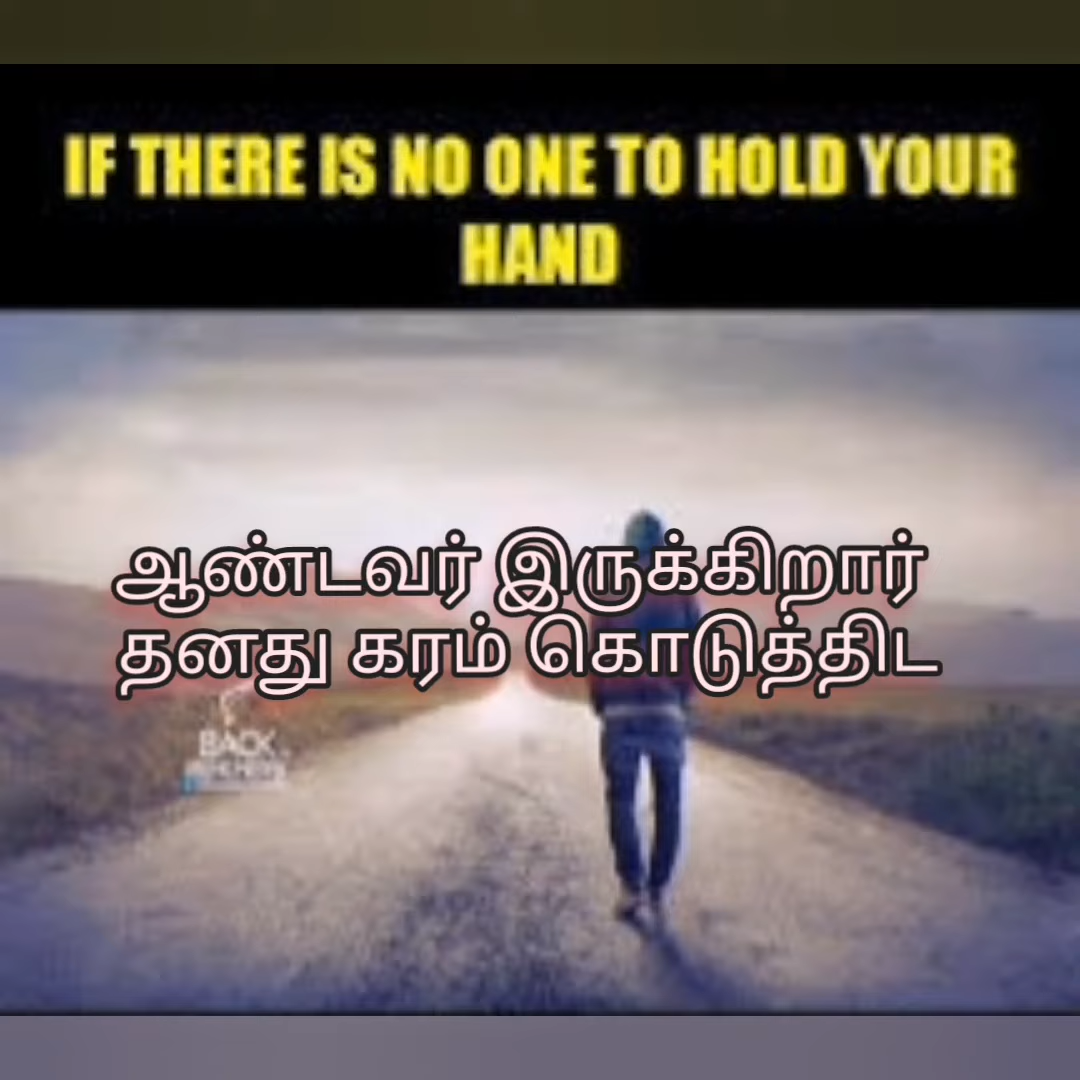 IF THERE IS NO ONE TO HOLD YOUR
HAND
ஆண்டவர் இருக்கிறார்
தனது கரம் கொடுத்திட
BACK